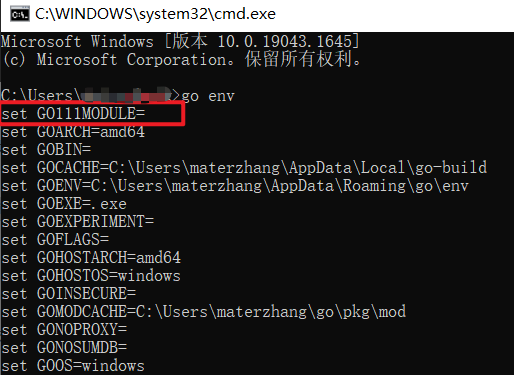 C:\WINDOWS\system32\cmd.exe
Microsoft Windows [版本 10.0.19043.1645]
(c) Microsoft Corporation。保留所有权利。
C:\Users\ >go env
set GO111MODULE=
set GOARCH=amd64
set GOBIN=
set GOCACHE=C:\Users\materzhang\AppData\Local\go-build
set GOENV=C:\Users\materzhang\AppData\Roaming\go\env
set GOEXE=.exe
set GOEXPERIMENT=
set GOFLAGS=
set GOHOSTARCH=amd64
set GOHOSTOS=windows
set GOINSECURE=
set GOMODCACHE=C:\Users\materzhang\go\pkg\mod
set GONOPROXY=
set GONOSUMDB=
set GOOS=windows